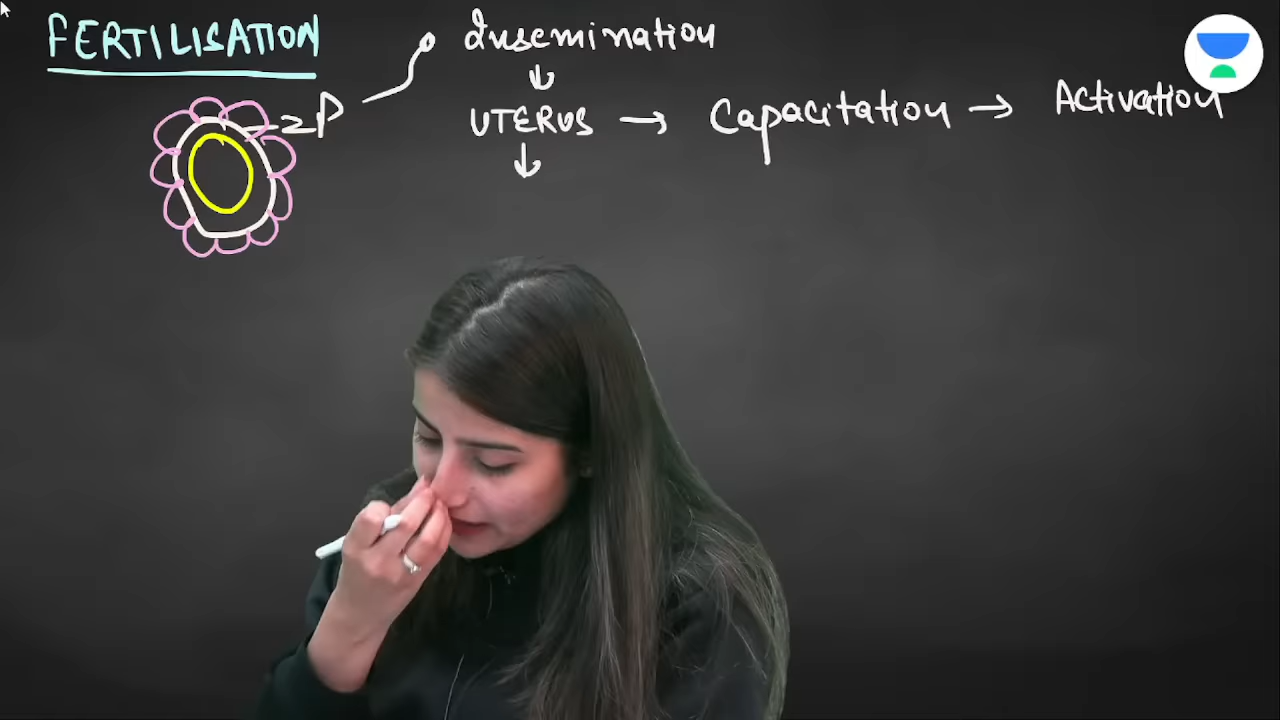 FERTILISATION
Insemination
↓
ZP
UTERUS → Capacitation → Activation
↓